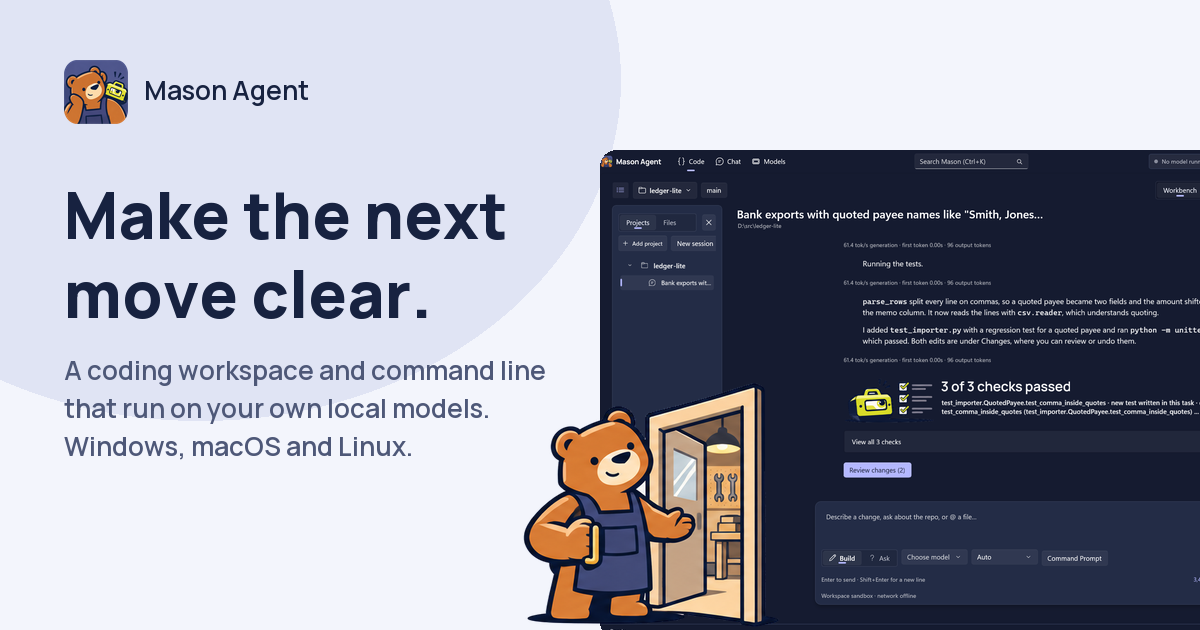 Mason Agent
Make the next
move clear.
A coding workspace and command line
that run on your own local models.
Windows, macOS and Linux.
Mason Agent
{} Code
Chat
Models
Search Mason (Ctrl+K)
No model runn
ledger-lite
main
Workbench
Projects
Files
Add project
New session
ledger-lite
Bank exports wit...
Bank exports with quoted payee names like "Smith, Jones...
D:\src\ledger-lite
61.4 tok/s generation · first token 0.00s · 96 output tokens
Running the tests.
61.4 tok/s generation · first token 0.00s · 96 output tokens
parse_rows split every line on commas, so a quoted payee became two fields and the amount shifte
the memo column. It now reads the lines with csv.reader, which understands quoting.
I added test_importer.py with a regression test for a quoted payee and ran python -m unitte
which passed. Both edits are under Changes, where you can review or undo them.
61.4 tok/s generation · first token 0.00s · 96 output tokens
3 of 3 checks passed
test_importer.QuotedPayee.test_comma_inside_quotes · new test written in this task ·
test_comma_inside_quotes (test_importer.QuotedPayee.test_comma_inside_quotes) ...
View all 3 checks
Review changes (2)
Describe a change, ask about the repo, or @ a file...
Build
? Ask
Choose model
Auto
Command Prompt
Enter to send · Shift+Enter for a new line
3,4
Workspace sandbox · network offline